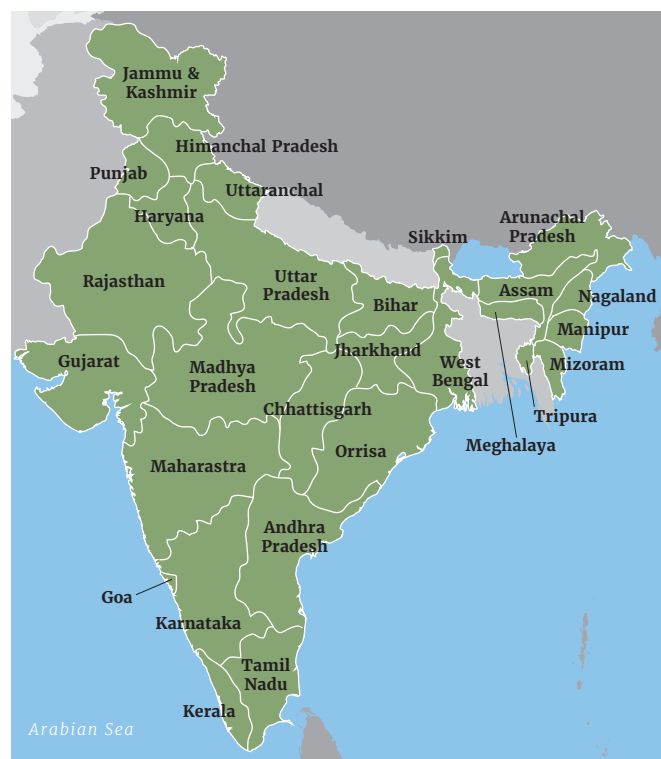 Jammu &
Kashmir
Himanchal Pradesh
Punjab
Uttaranchal
Haryana
Arunachal
Pradesh
Sikkim
Rajasthan
Uttar
Pradesh
Assam
Nagaland
Bihar
Manipur
Gujarat
Jharkhand
Madhya
Pradesh
West
Bengal
Mizoram
Chhattisgarh
Tripura
Meghalaya
Orrisa
Maharastra
Andhra
Pradesh
Goa
Karnataka
Tamil
Nadu
Kerala
Arabian Sea